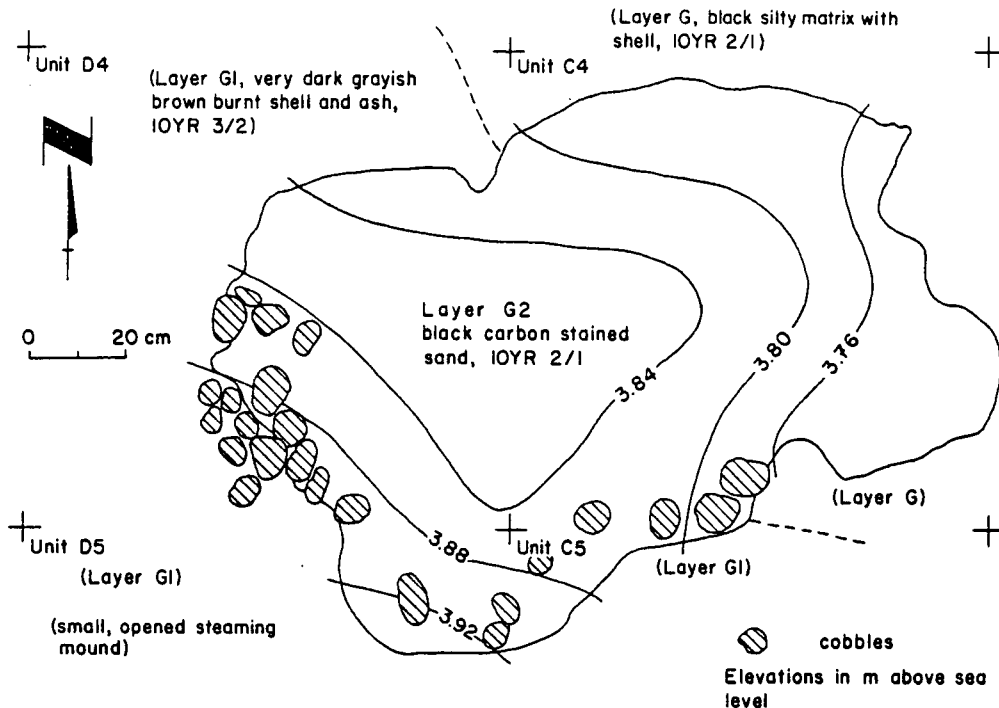 (Layer G, black silty matrix with
shell, 10YR 2/1)
Unit D4
Unit C4
(Layer G1, very dark grayish
brown burnt shell and ash,
10YR 3/2)
0 20 cm
Layer G2
black carbon stained
sand, 10YR 2/1
3.84
3.80
3.76
(Layer G)
Unit D5
Unit C5
3.88
(Layer G1)
(Layer G1)
3.92
(small, opened steaming
mound)
cobbles
Elevations in m above sea
level